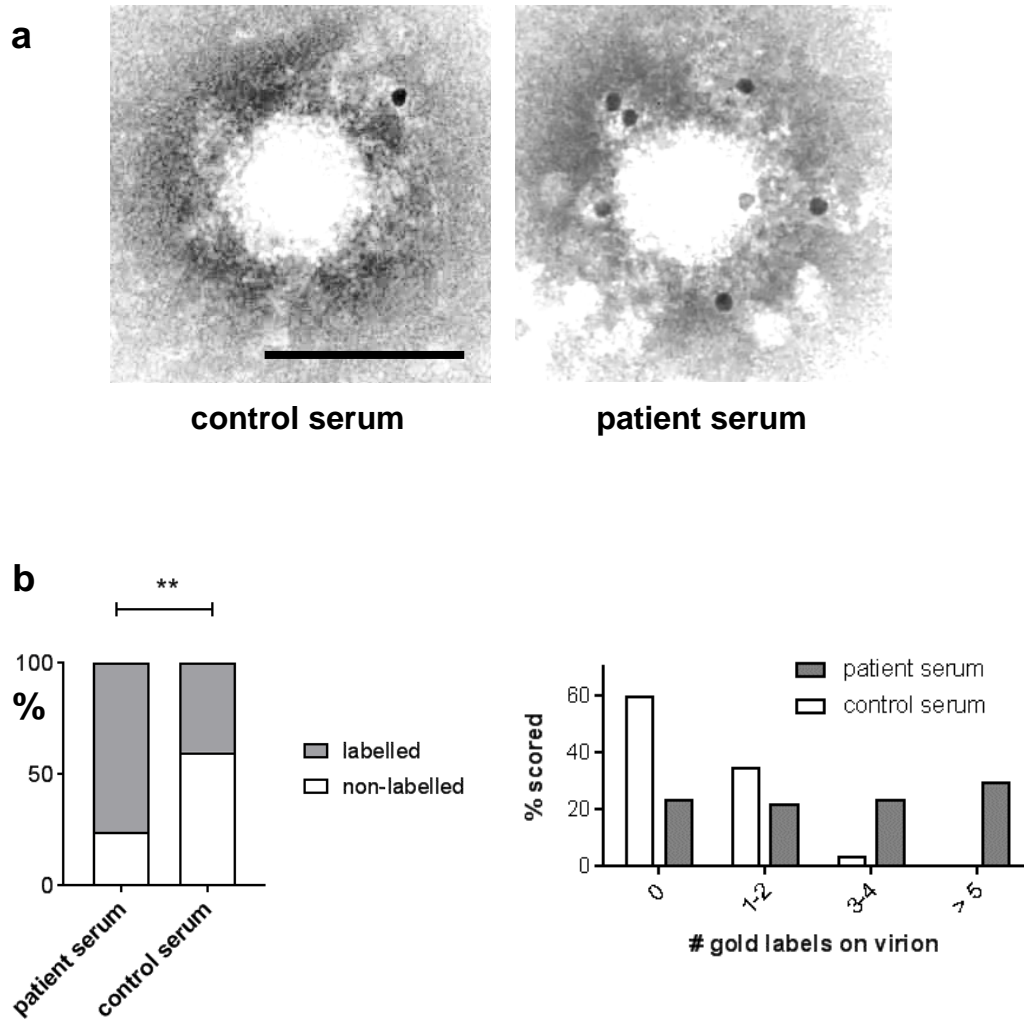 a
control serum
patient serum
b
**
100
%
50
0
labelled
non-labelled
patient serum
control serum
patient serum
control serum
% scored
60
40
20
0
0
1-2
3-4
> 5
# gold labels on virion